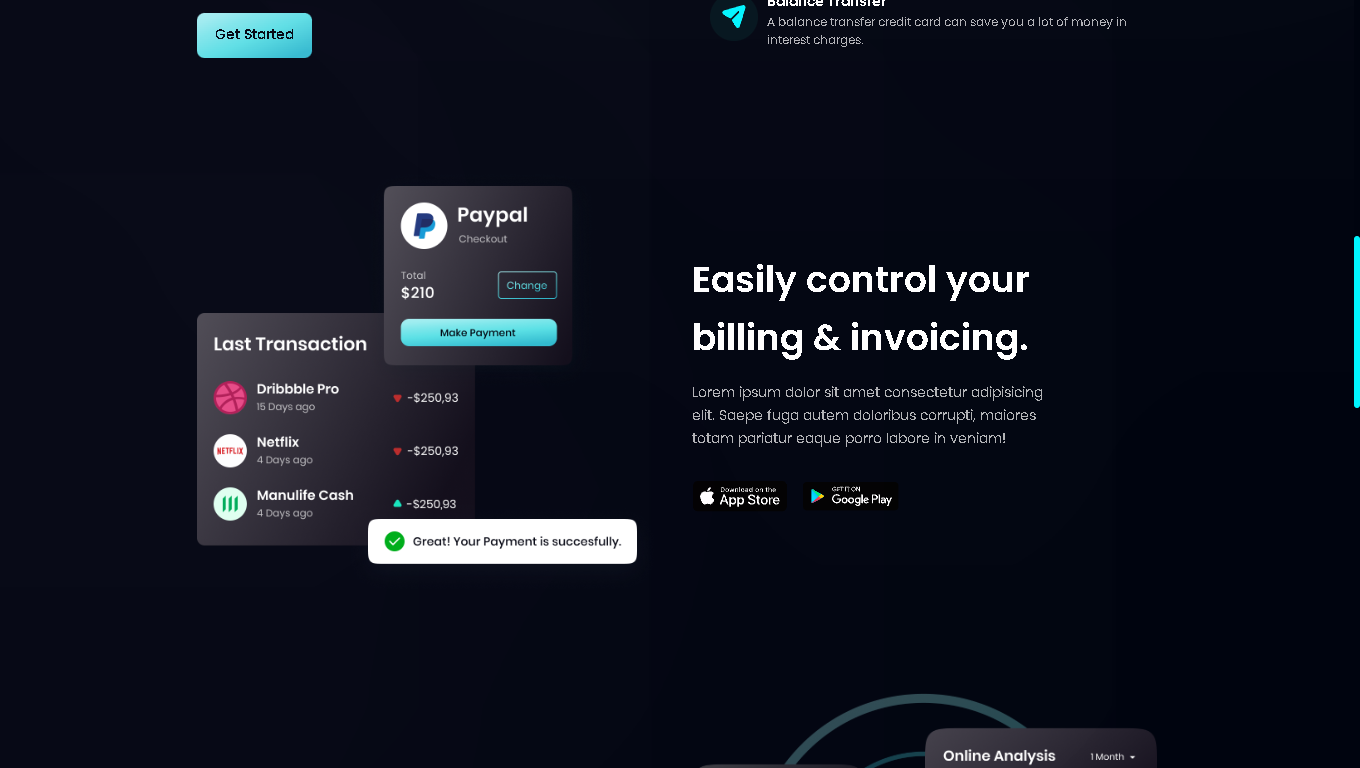 Balance Transfer
Get Started
A balance transfer credit card can save you a lot of money in
interest charges.
Paypal
Checkout
Total
$210
Change
Make Payment
Last Transaction
Dribbble Pro
15 Days ago
-$250,93
Netflix
4 Days ago
-$250,93
NETFLIX
Manulife Cash
4 Days ago
-$250,93
Great! Your Payment is succesfully.
Easily control your
billing & invoicing.
Lorem ipsum dolor sit amet consectetur adipisicing
elit. Saepe fuga autem doloribus corrupti, maiores
totam pariatur eaque porro labore in veniam!
Download on the
App Store
GET IT ON
Google Play
Online Analysis
1 Month